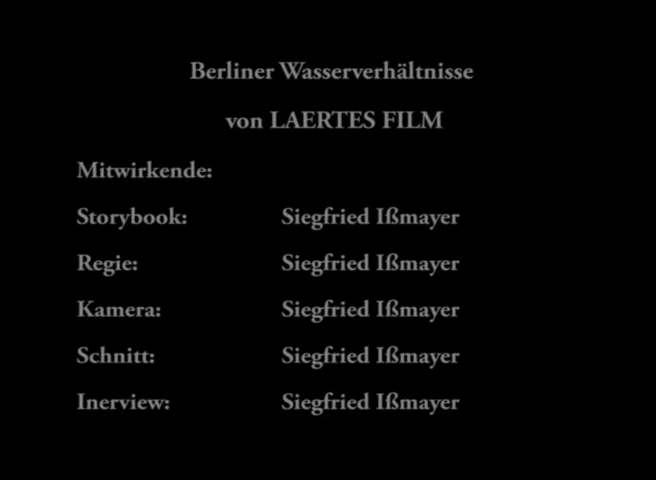 Berliner Wasserverhältnisse
von LAERTES FILM
Mitwirkende:
Storybook: Siegfried Ißmayer
Regie: Siegfried Ißmayer
Kamera: Siegfried Ißmayer
Schnitt: Siegfried Ißmayer
Inerview: Siegfried Ißmayer